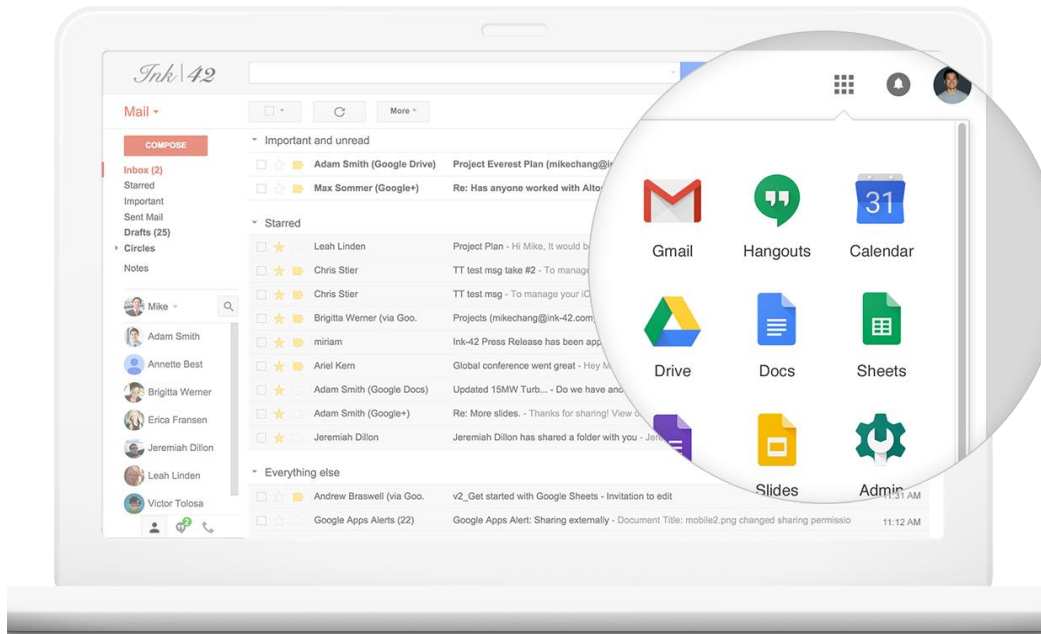 Ink|42
Mail
More
COMPOSE
Inbox (2)
Starred
Important
Sent Mail
Drafts (25)
Circles
Notes
Mike
Adam Smith
Annette Best
Brigitta Werner
Erica Fransen
Jeremiah Dillon
Leah Linden
Victor Tolosa
2
Important and unread
Adam Smith (Google Drive) Project Everest Plan (mikechang@
Max Sommer (Google+) Re: Has anyone worked with Alto
Starred
Leah Linden Project Plan - Hi Mike, It would b
Chris Stier TT test msg take #2 - To manage
Chris Stier TT test msg - To manage your iO
Brigitta Werner (via Goo. Projects (mikechang@ink-42.com)
miriam Ink-42 Press Release has been app
Ariel Kern Global conference went great - Hey M
Adam Smith (Google Docs) Updated 15MW Turb... - Do we have and
Adam Smith (Google+) Re: More slides. - Thanks for sharing! View o
Jeremiah Dillon Jeremiah Dillon has shared a folder with you - Jer
Everything else
Andrew Braswell (via Goo. v2_Get started with Google Sheets - Invitation to edit 11:31 AM
Google Apps Alerts (22) Google Apps Alert: Sharing externally - Document Title: mobile2.png changed sharing permissio 11:12 AM
31
Gmail Hangouts Calendar
Drive Docs Sheets
Slides Admin